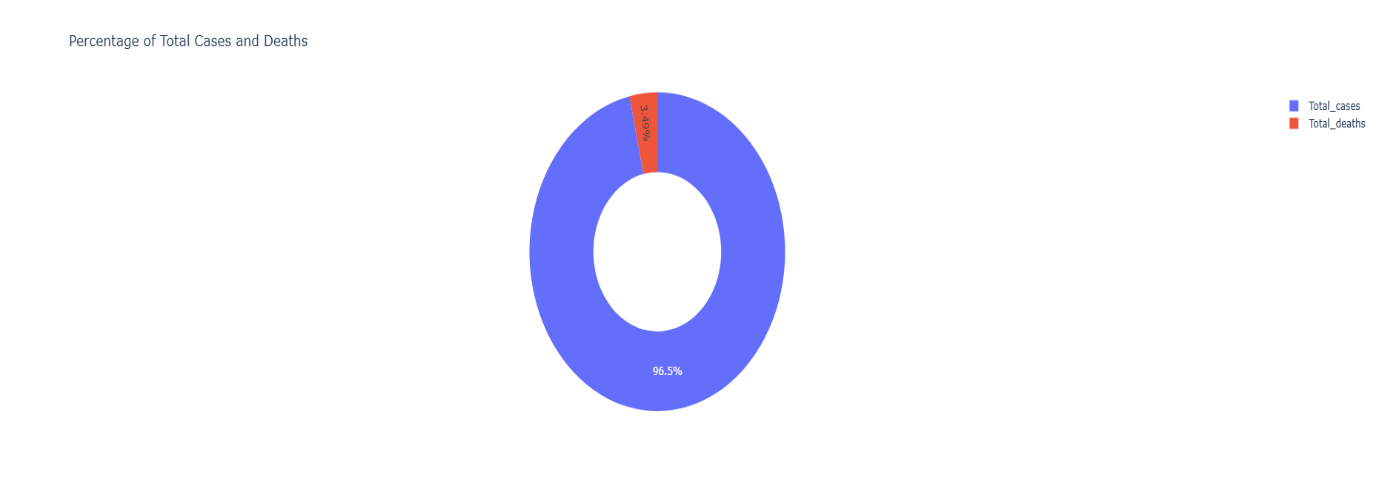 Percentage of Total Cases and Deaths
Total_cases
Total_deaths
3.49%
96.5%